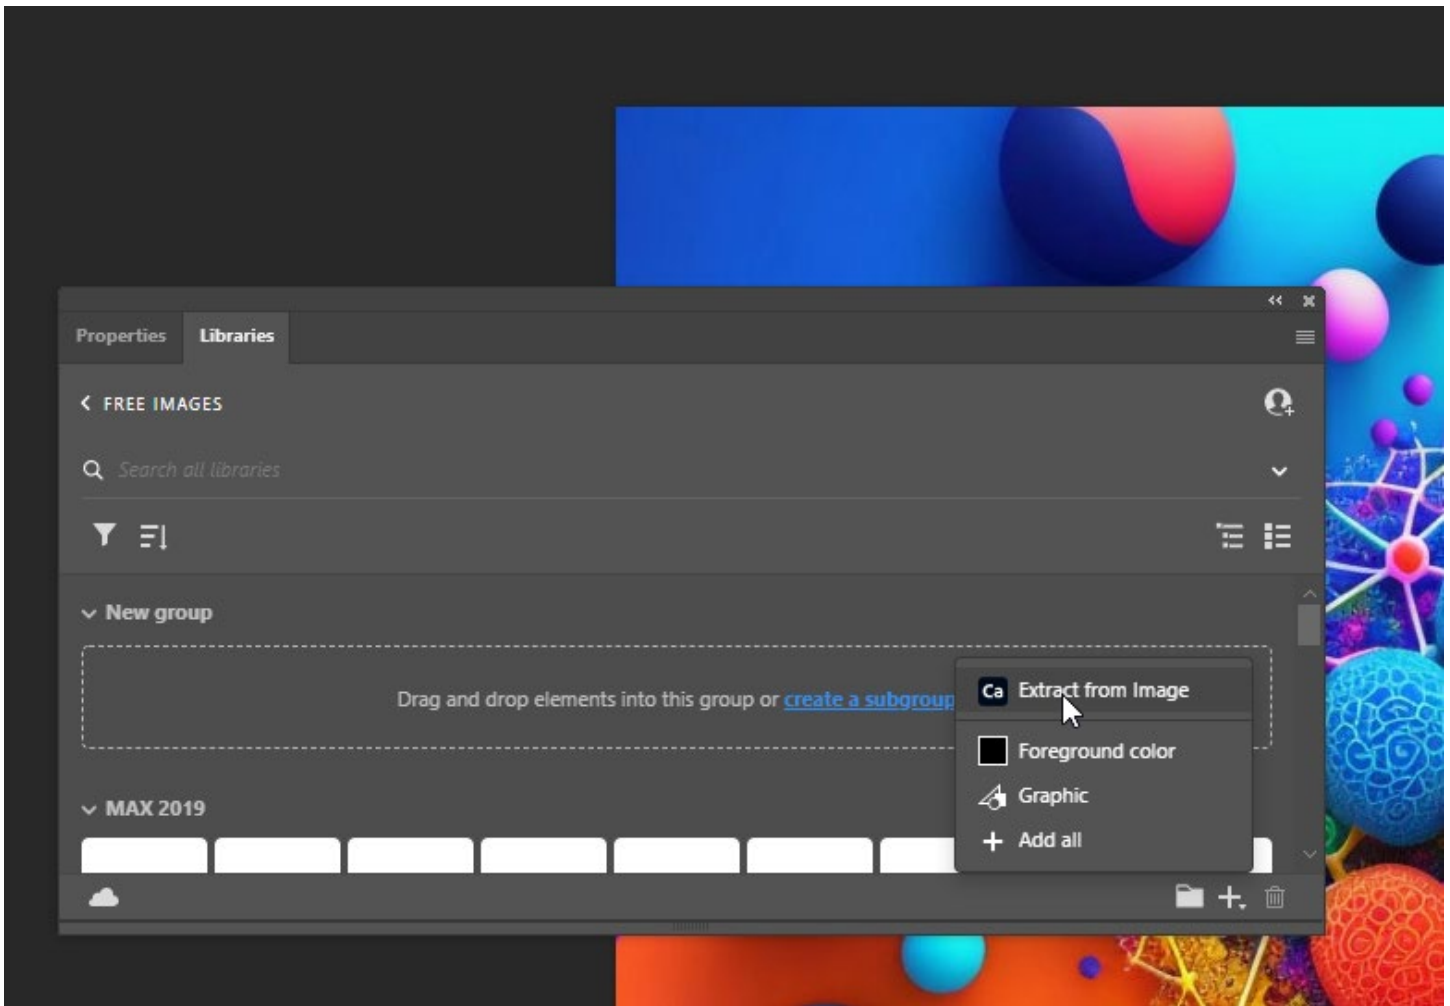 Properties
Libraries
FREE IMAGES
Search all libraries
New group
Drag and drop elements into this group or create a subgroup
Ca Extract from Image
Foreground color
Graphic
Add all
MAX 2019